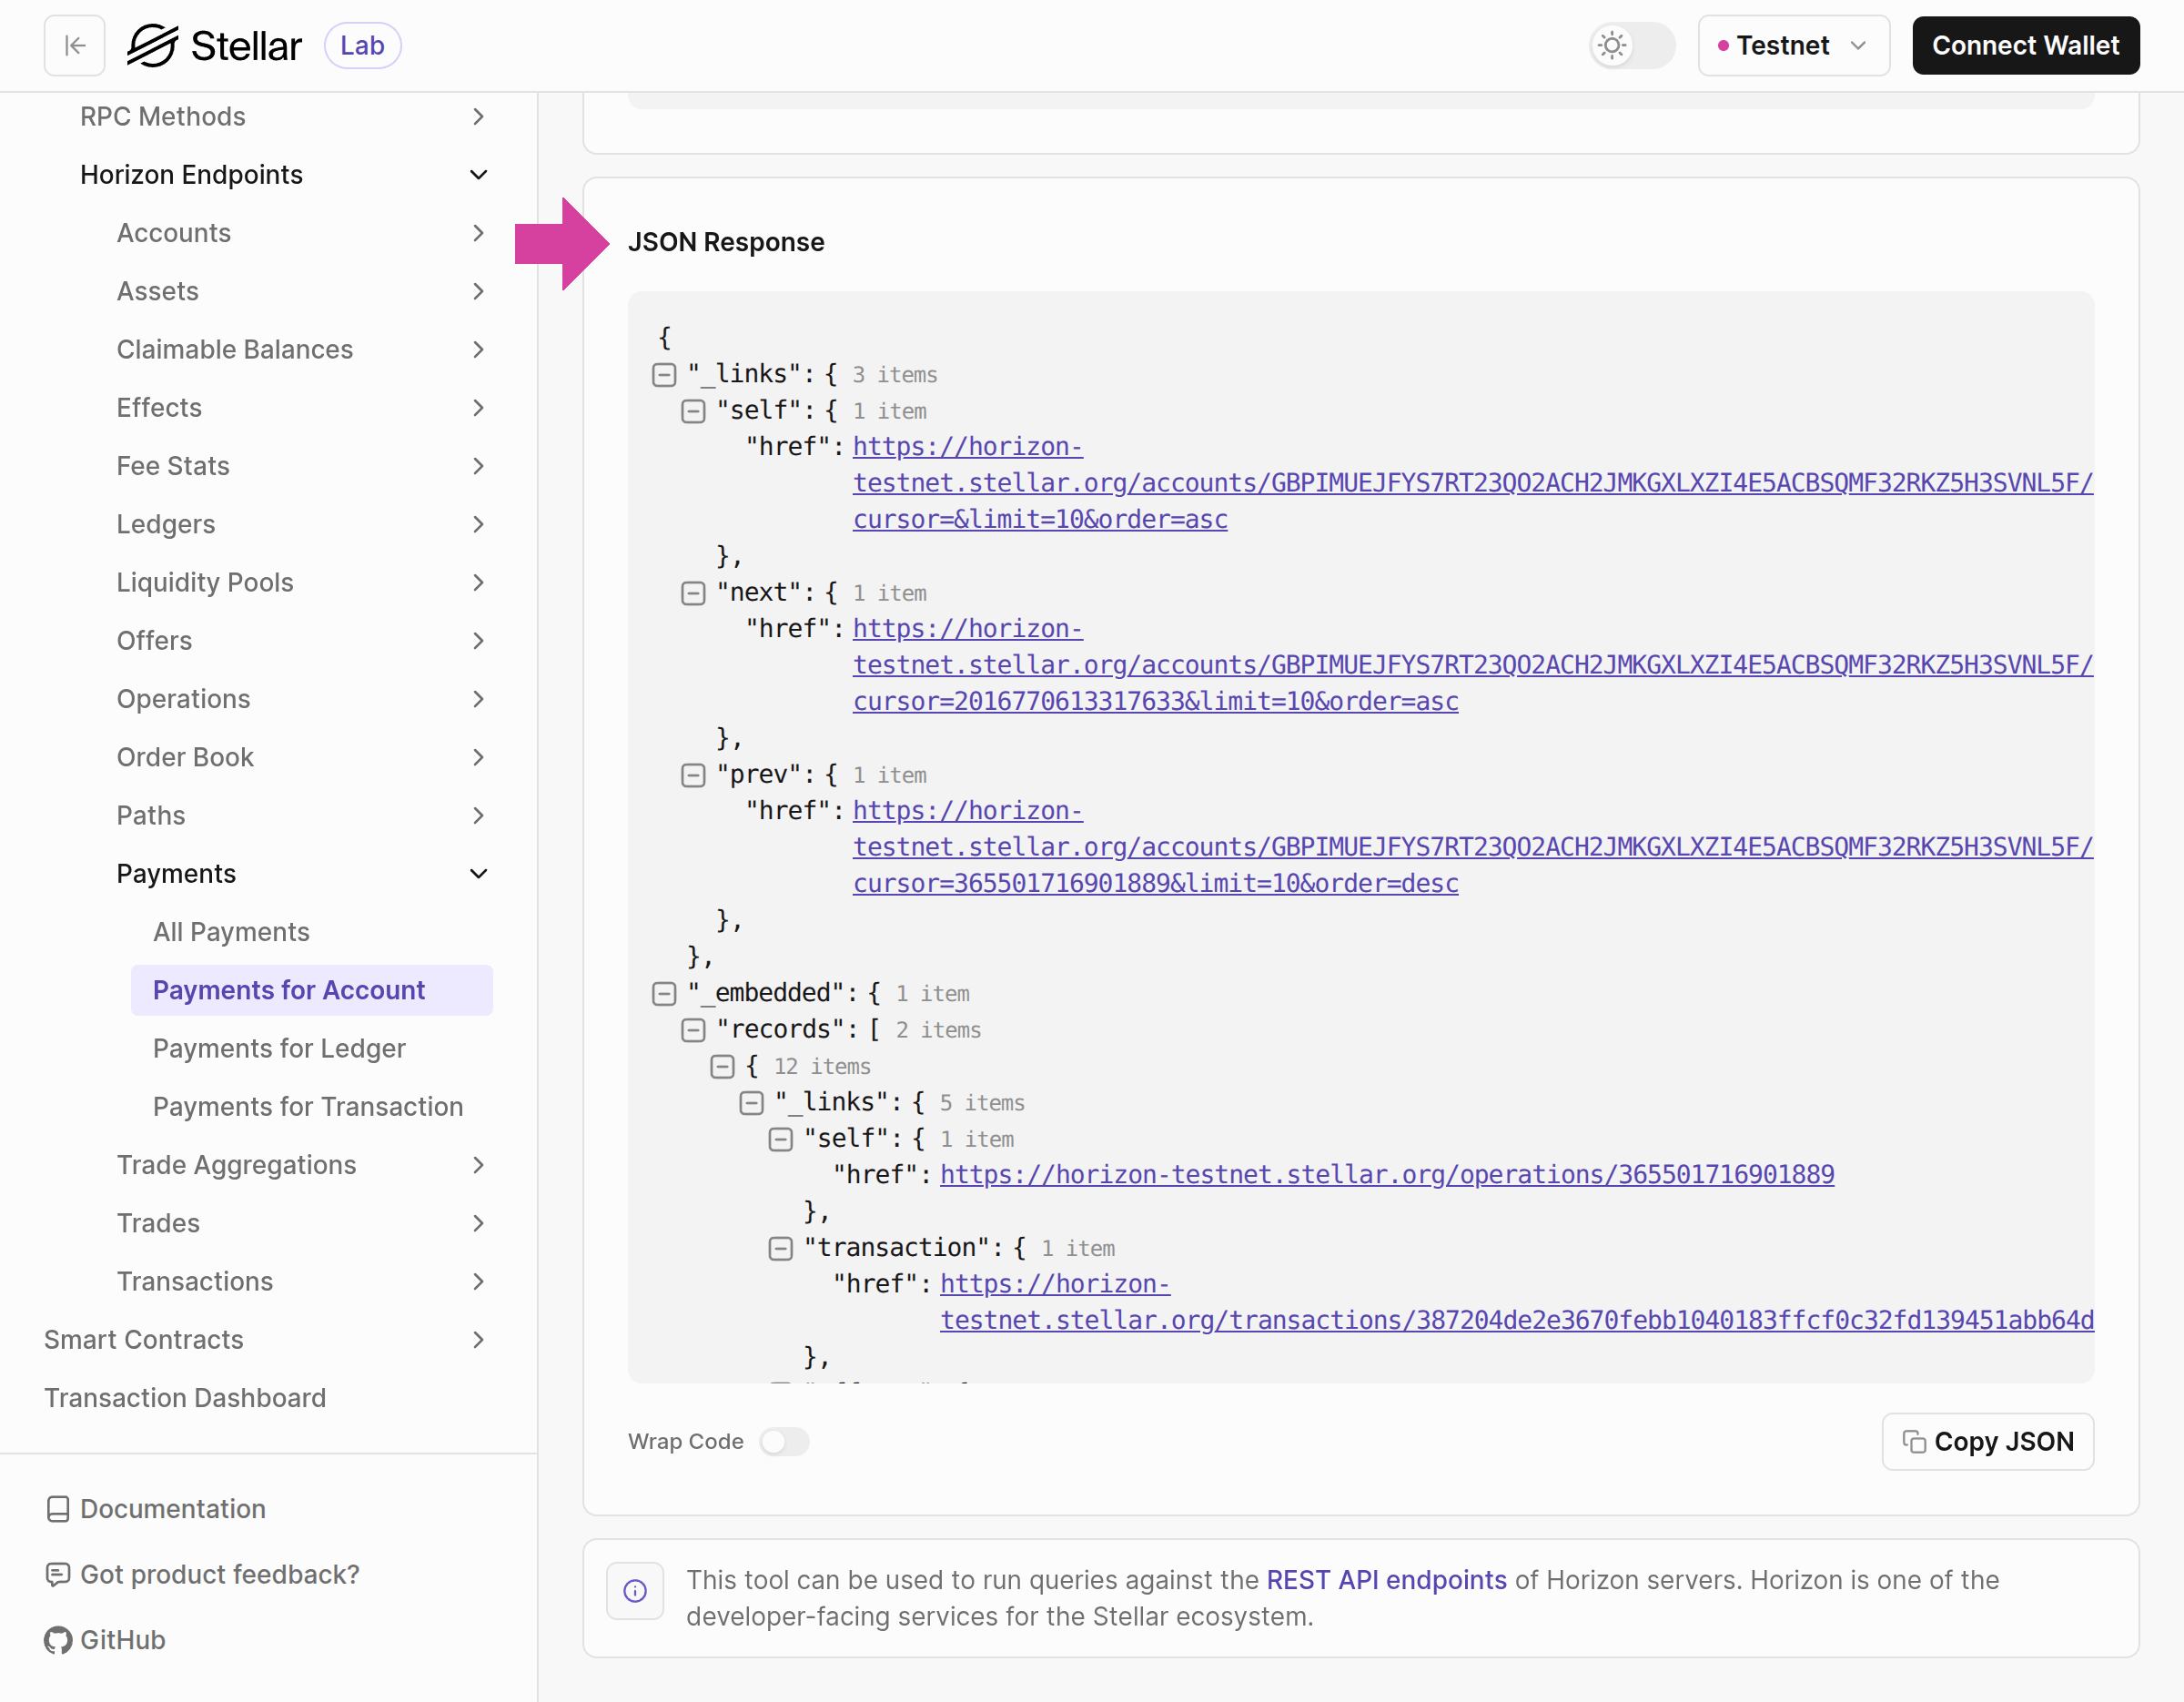 Stellar Lab
Testnet
Connect Wallet
RPC Methods
Horizon Endpoints
Accounts
Assets
Claimable Balances
Effects
Fee Stats
Ledgers
Liquidity Pools
Offers
Operations
Order Book
Paths
Payments
All Payments
Payments for Account
Payments for Ledger
Payments for Transaction
Trade Aggregations
Trades
Transactions
Smart Contracts
Transaction Dashboard
Documentation
Got product feedback?
GitHub
JSON Response
{
"_links": { 3 items
"self": { 1 item
"href": https://horizon-
testnet.stellar.org/accounts/GBPIMUEJFYS7RT23QO2ACH2JMKGXLXZI4E5ACBSQMF32RKZ5H3SVNL5F/
cursor=&limit=10&order=asc
},
"next": { 1 item
"href": https://horizon-
testnet.stellar.org/accounts/GBPIMUEJFYS7RT23QO2ACH2JMKGXLXZI4E5ACBSQMF32RKZ5H3SVNL5F/
cursor=2016770613317633&limit=10&order=asc
},
"prev": { 1 item
"href": https://horizon-
testnet.stellar.org/accounts/GBPIMUEJFYS7RT23QO2ACH2JMKGXLXZI4E5ACBSQMF32RKZ5H3SVNL5F/
cursor=365501716901889&limit=10&order=desc
},
},
"_embedded": { 1 item
"records": [ 2 items
{ 12 items
"_links": { 5 items
"self": { 1 item
"href": https://horizon-testnet.stellar.org/operations/365501716901889
},
"transaction": { 1 item
"href": https://horizon-
testnet.stellar.org/transactions/387204de2e3670febb1040183ffcf0c32fd139451abb64d
},
Wrap Code
Copy JSON
This tool can be used to run queries against the REST API endpoints of Horizon servers. Horizon is one of the
developer-facing services for the Stellar ecosystem.